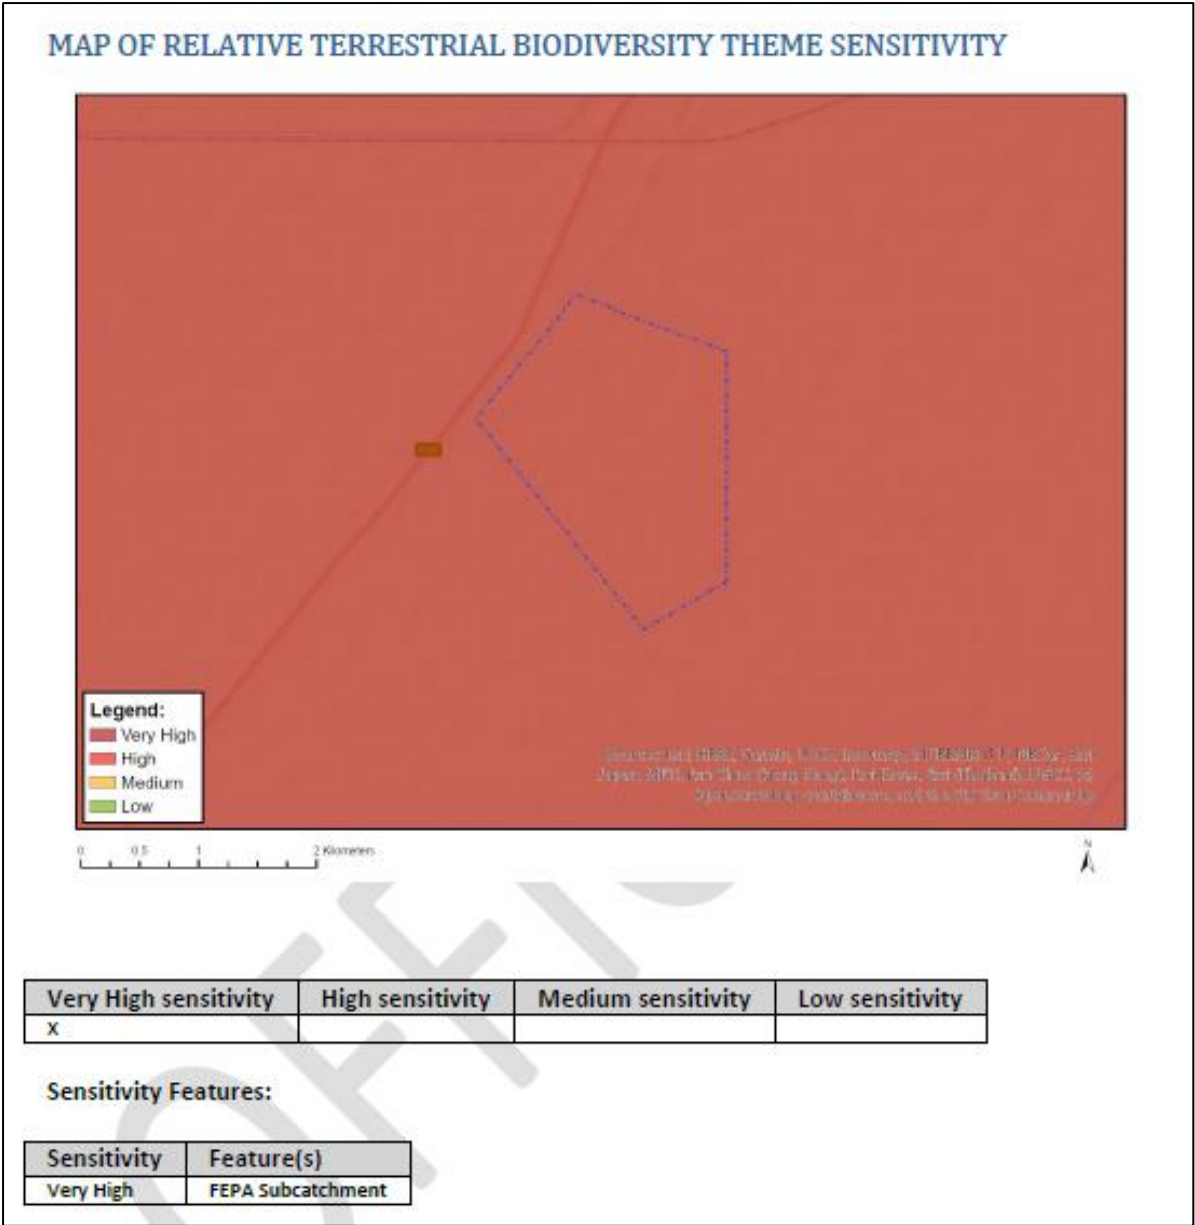 MAP OF RELATIVE TERRESTRIAL BIODIVERSITY THEME SENSITIVITY
Legend:
Very High
High
Medium
Low
0 0.5 1 2 Kilometers
N
Very High sensitivity High sensitivity Medium sensitivity Low sensitivity
X
Sensitivity Features:
Sensitivity Feature(s)
Very High FEPA Subcatchment